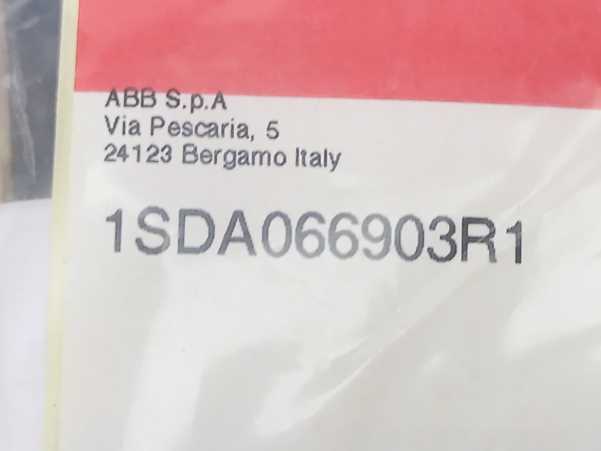 ABB S.p.A
Via Pescaria, 5
24123 Bergamo Italy
1SDA066903R1